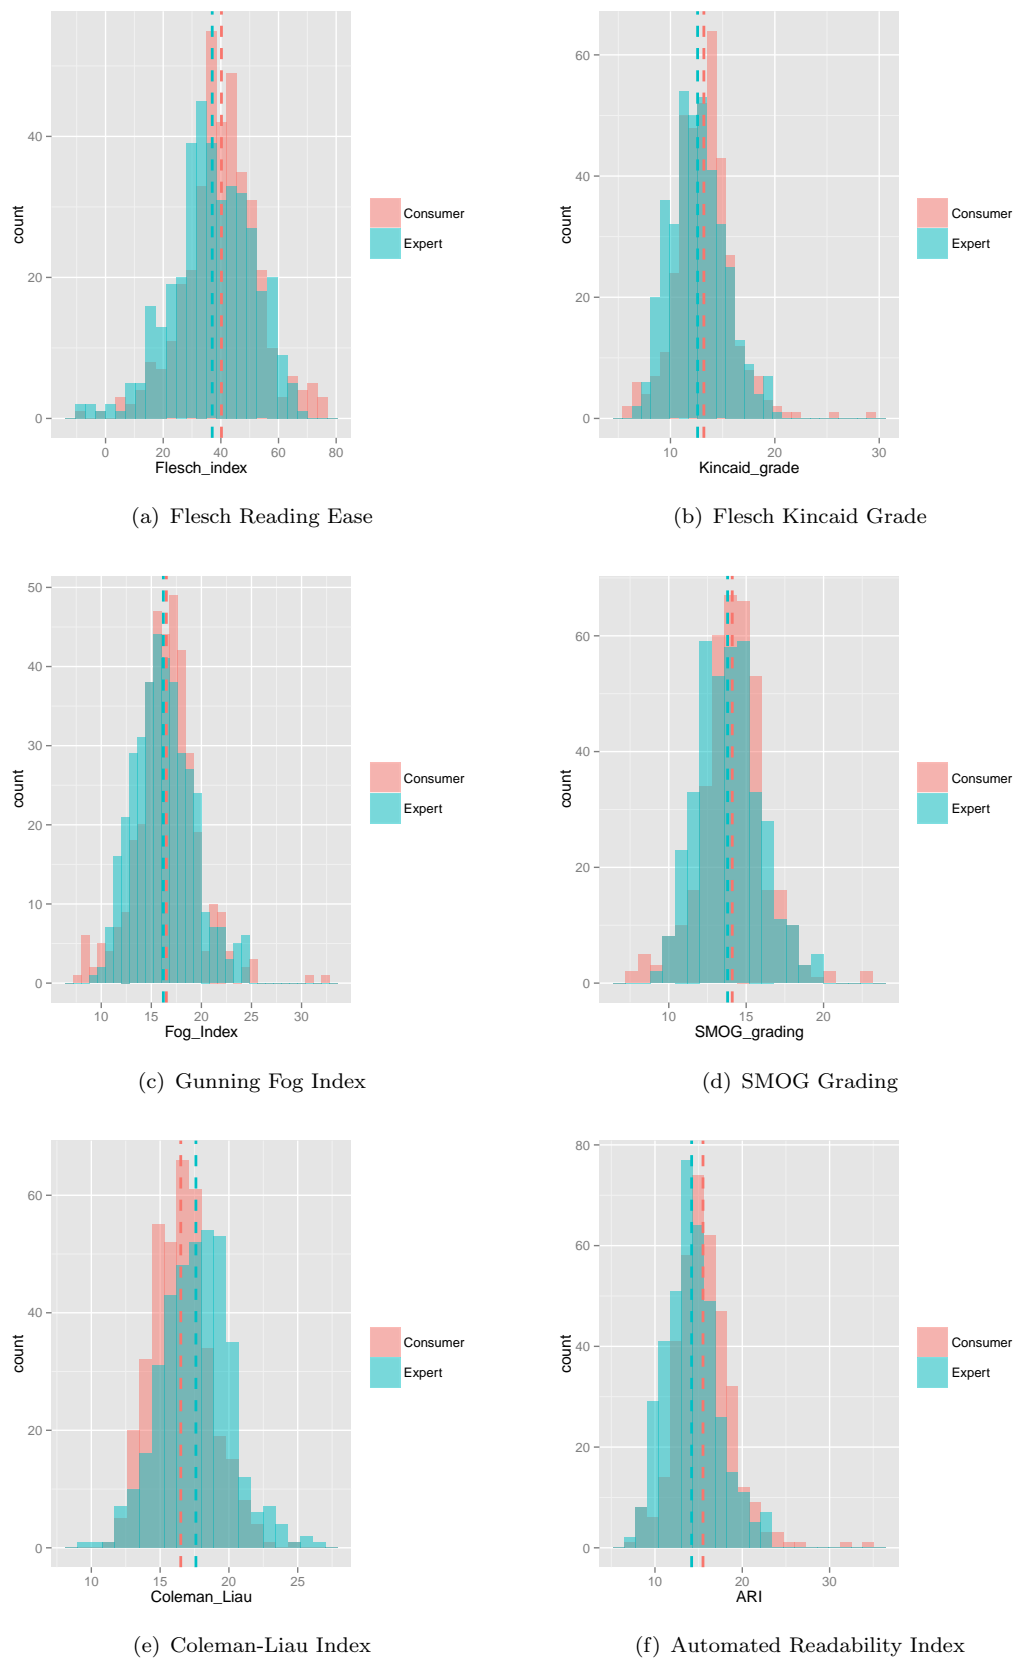 count
40
20
0
0
20
40
60
80
Flesch_index
Consumer
Expert
(a) Flesch Reading Ease
count
60
40
20
0
10
20
30
Kincaid_grade
Consumer
Expert
(b) Flesch Kincaid Grade
count
50
40
30
20
10
0
10
15
20
25
30
Fog_Index
Consumer
Expert
(c) Gunning Fog Index
count
60
40
20
0
10
15
20
SMOG_grading
Consumer
Expert
(d) SMOG Grading
count
60
40
20
0
10
15
20
25
Coleman_Liau
Consumer
Expert
(e) Coleman-Liau Index
count
80
60
40
20
0
10
20
30
ARI
Consumer
Expert
(f) Automated Readability Index